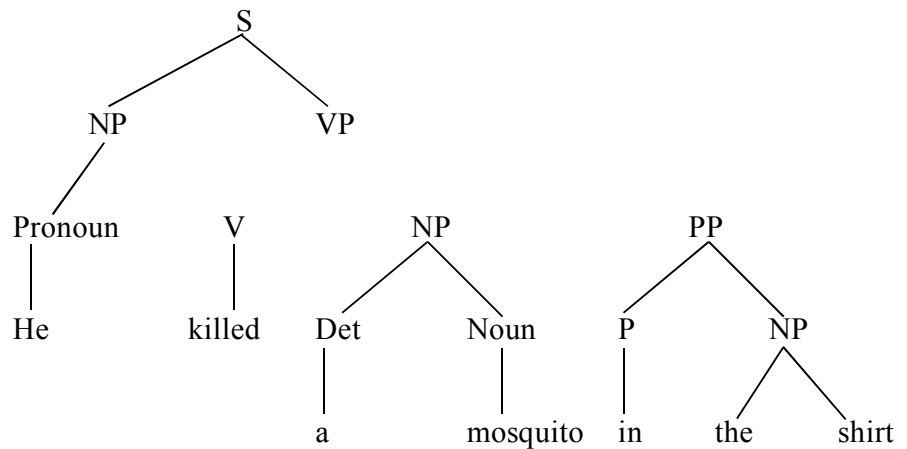 S
NP VP
Pronoun V NP PP
He killed Det Noun P NP
a mosquito in the shirt